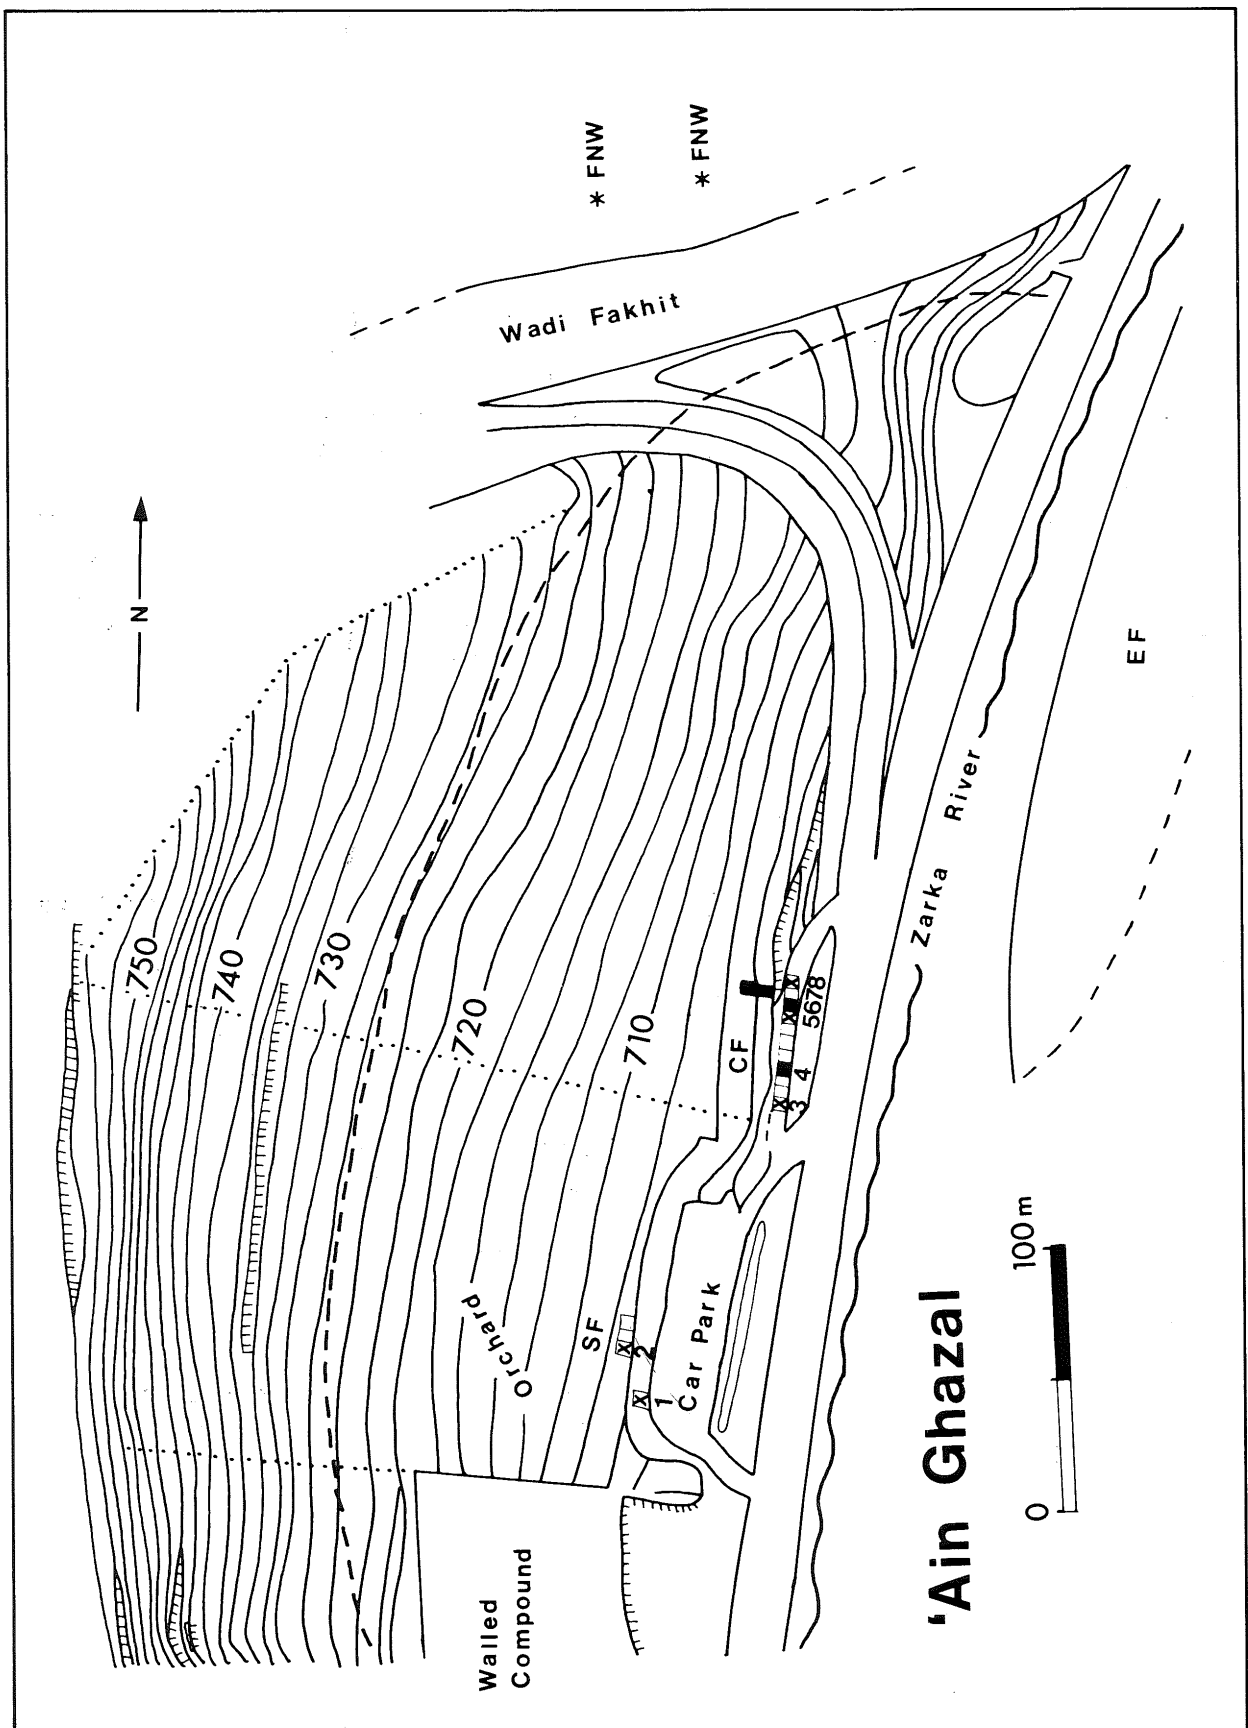 * FNW
* FNW
Wadi Fakhit
N
EF
Zarka River
750
740
730
720
710
CF
5678
4
3
Orchard
SF
2
1
Car Park
Walled
Compound
'Ain Ghazal
0
100m